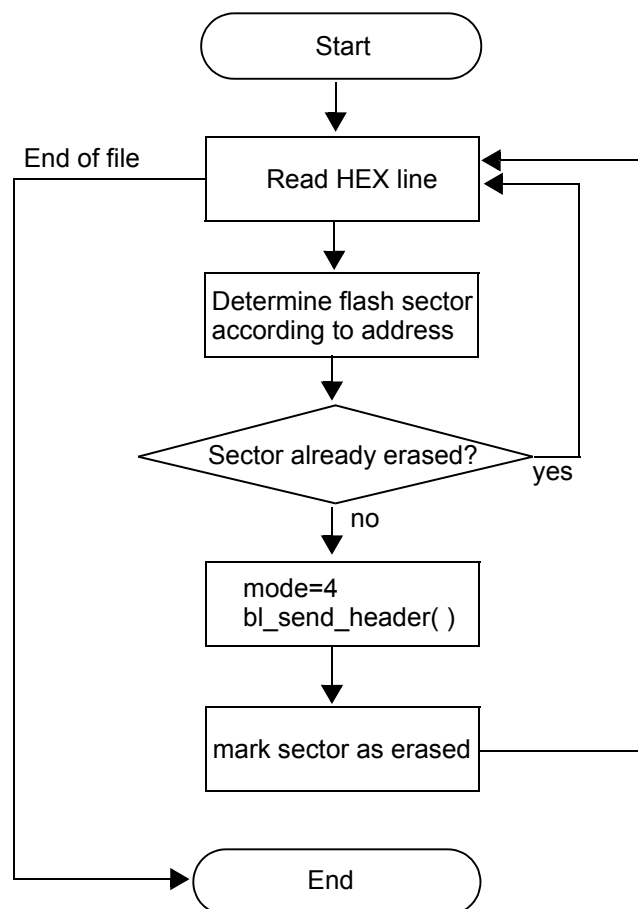 Start
End of file
Read HEX line
Determine flash sector
according to address
Sector already erased?
yes
no
mode=4
bl_send_header( )
mark sector as erased
End